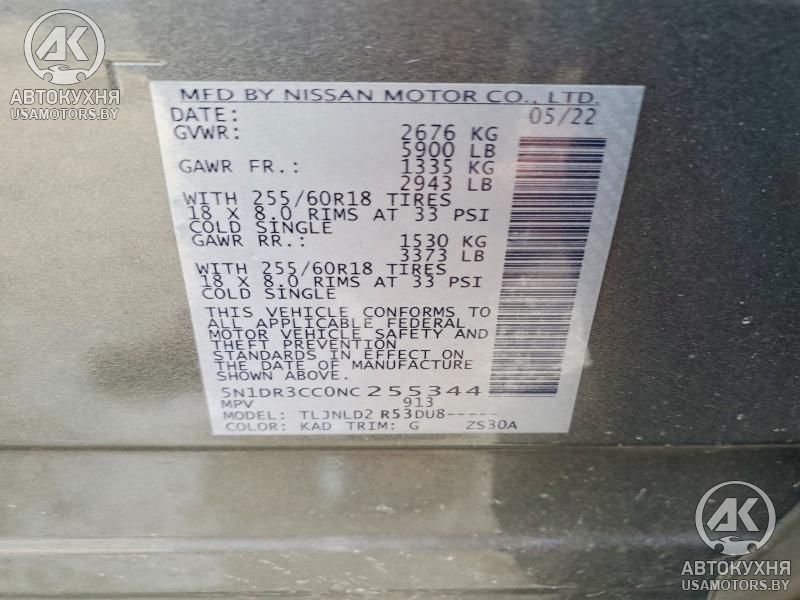 AK
АВТОКУХНЯ
USAMOTORS.BY
MFD BY NISSAN MOTOR CO., LTD.
DATE: 05/22
GVWR: 2676 KG
5900 LB
GAWR FR.: 1335 KG
2943 LB
WITH 255/60R18 TIRES
18 X 8.0 RIMS AT 33 PSI
COLD SINGLE
GAWR RR.: 1530 KG
3373 LB
WITH 255/60R18 TIRES
18 X 8.0 RIMS AT 33 PSI
COLD SINGLE
THIS VEHICLE CONFORMS TO
ALL APPLICABLE FEDERAL
MOTOR VEHICLE SAFETY AND
THEFT PREVENTION
STANDARDS IN EFFECT ON
THE DATE OF MANUFACTURE
SHOWN ABOVE.
5N1DR3CC0NC255344
MPV 913
MODEL: TLJNLD2 R53DU8-----
COLOR: KAD TRIM: G ZS30A
AK
АВТОКУХНЯ
USAMOTORS.BY